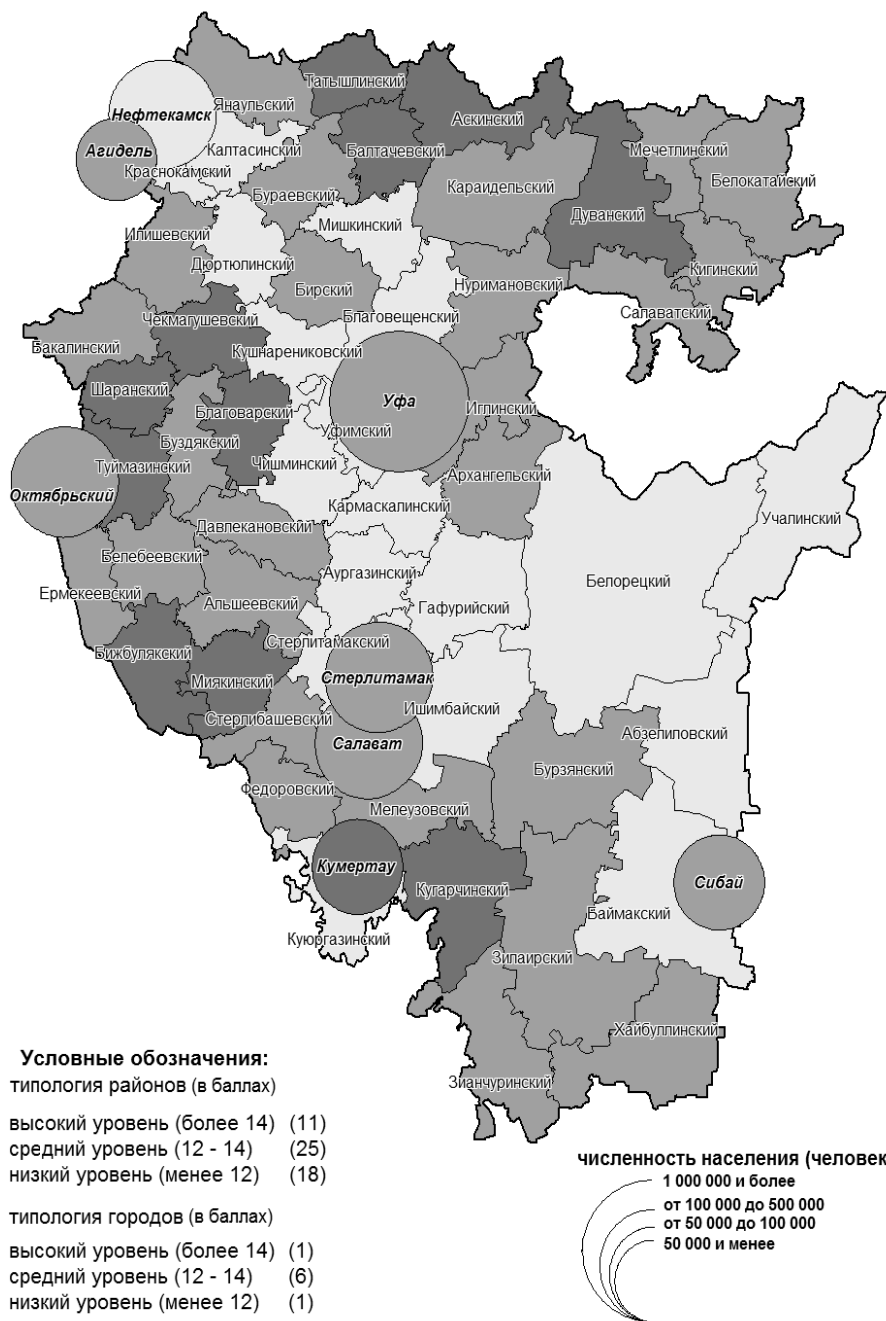 Татышлинский
Янаульский
Нефтекамск
Аскинский
Агидель
Калтасинский
Балтачевский
Мечетлинский
Белокатайский
Краснокамский
Бураевский
Караидельский
Дуванский
Мишкинский
Илишевский
Дюртюлинский
Бирский
Нуримановский
Кигинский
Чекмагушевский
Благовещенский
Салаватский
Бакалинский
Кушнарениковский
Шаранский
Благоварский
Уфа
Иглинский
Буздякский
Уфимский
Туймазинский
Чишминский
Архангельский
Октябрьский
Кармаскалинский
Давлекановский
Учалинский
Белебеевский
Аургазинский
Белорецкий
Ермекеевский
Альшеевский
Гафурийский
Бижбулякский
Стерлитамакский
Миякинский
Стерлитамак
Ишимбайский
Стерлибашевский
Абзелиловский
Салават
Бурзянский
Федоровский
Мелеузовский
Кумертау
Кугарчинский
Сибай
Баймакский
Куюргазинский
Зилаирский
Хайбуллинский
Зианчуринский
Условные обозначения:
типология районов (в баллах)
высокий уровень (более 14) (11)
средний уровень (12 - 14) (25)
низкий уровень (менее 12) (18)
типология городов (в баллах)
высокий уровень (более 14) (1)
средний уровень (12 - 14) (6)
низкий уровень (менее 12) (1)
численность населения (человек
1 000 000 и более
от 100 000 до 500 000
от 50 000 до 100 000
50 000 и менее